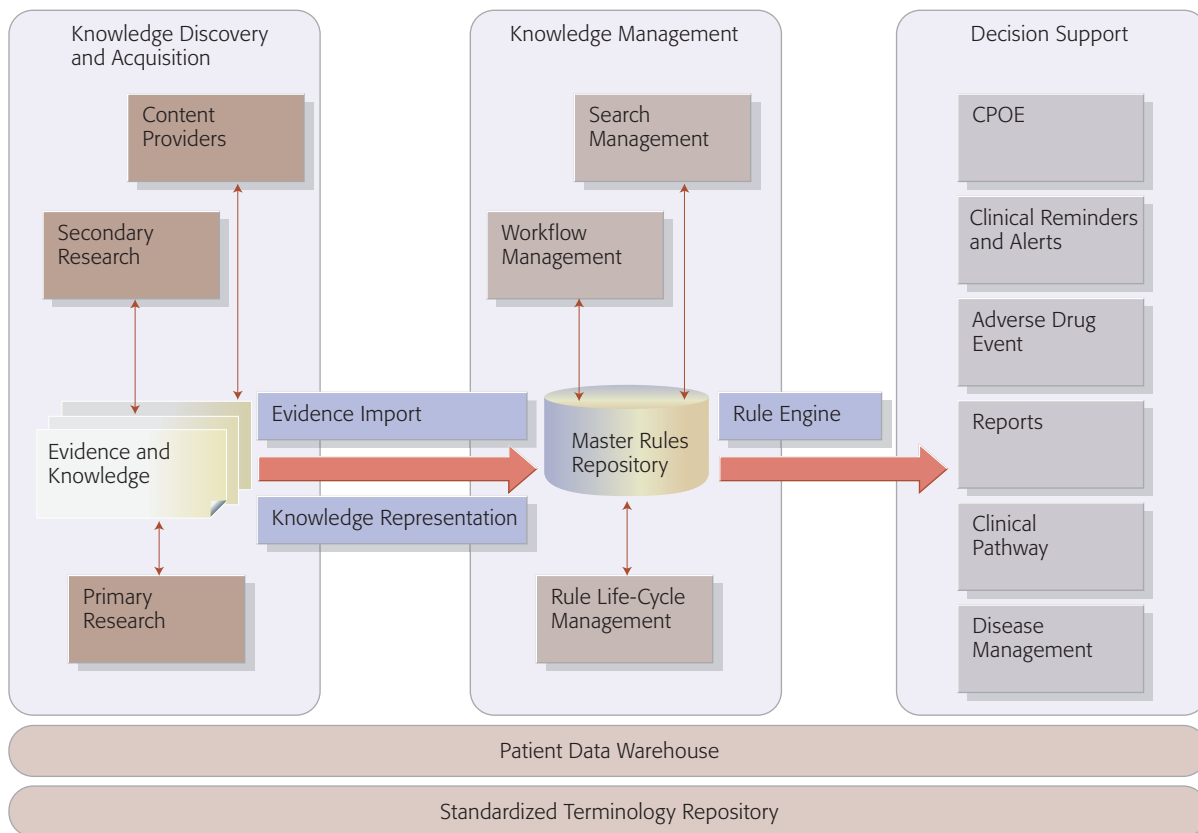 Knowledge Discovery
and Acquisition
Content
Providers
Secondary
Research
Evidence and
Knowledge
Primary
Research
Evidence Import
Knowledge Representation
Knowledge Management
Search
Management
Workflow
Management
Master Rules
Repository
Rule Life-Cycle
Management
Rule Engine
Decision Support
CPOE
Clinical Reminders
and Alerts
Adverse Drug
Event
Reports
Clinical
Pathway
Disease
Management
Patient Data Warehouse
Standardized Terminology Repository